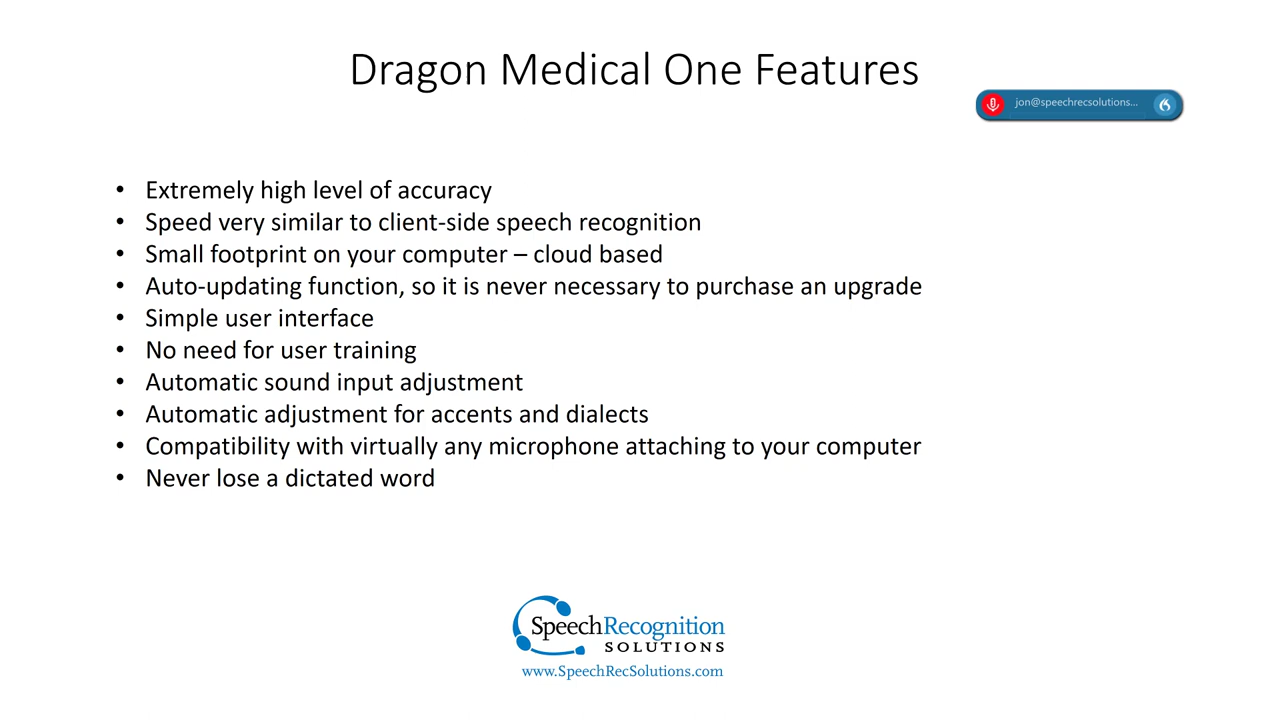 Dragon Medical One Features
jon@speechrecsolutions...
• Extremely high level of accuracy
• Speed very similar to client-side speech recognition
• Small footprint on your computer – cloud based
• Auto-updating function, so it is never necessary to purchase an upgrade
• Simple user interface
• No need for user training
• Automatic sound input adjustment
• Automatic adjustment for accents and dialects
• Compatibility with virtually any microphone attaching to your computer
• Never lose a dictated word
SpeechRecognition
SOLUTIONS
www.SpeechRecSolutions.com